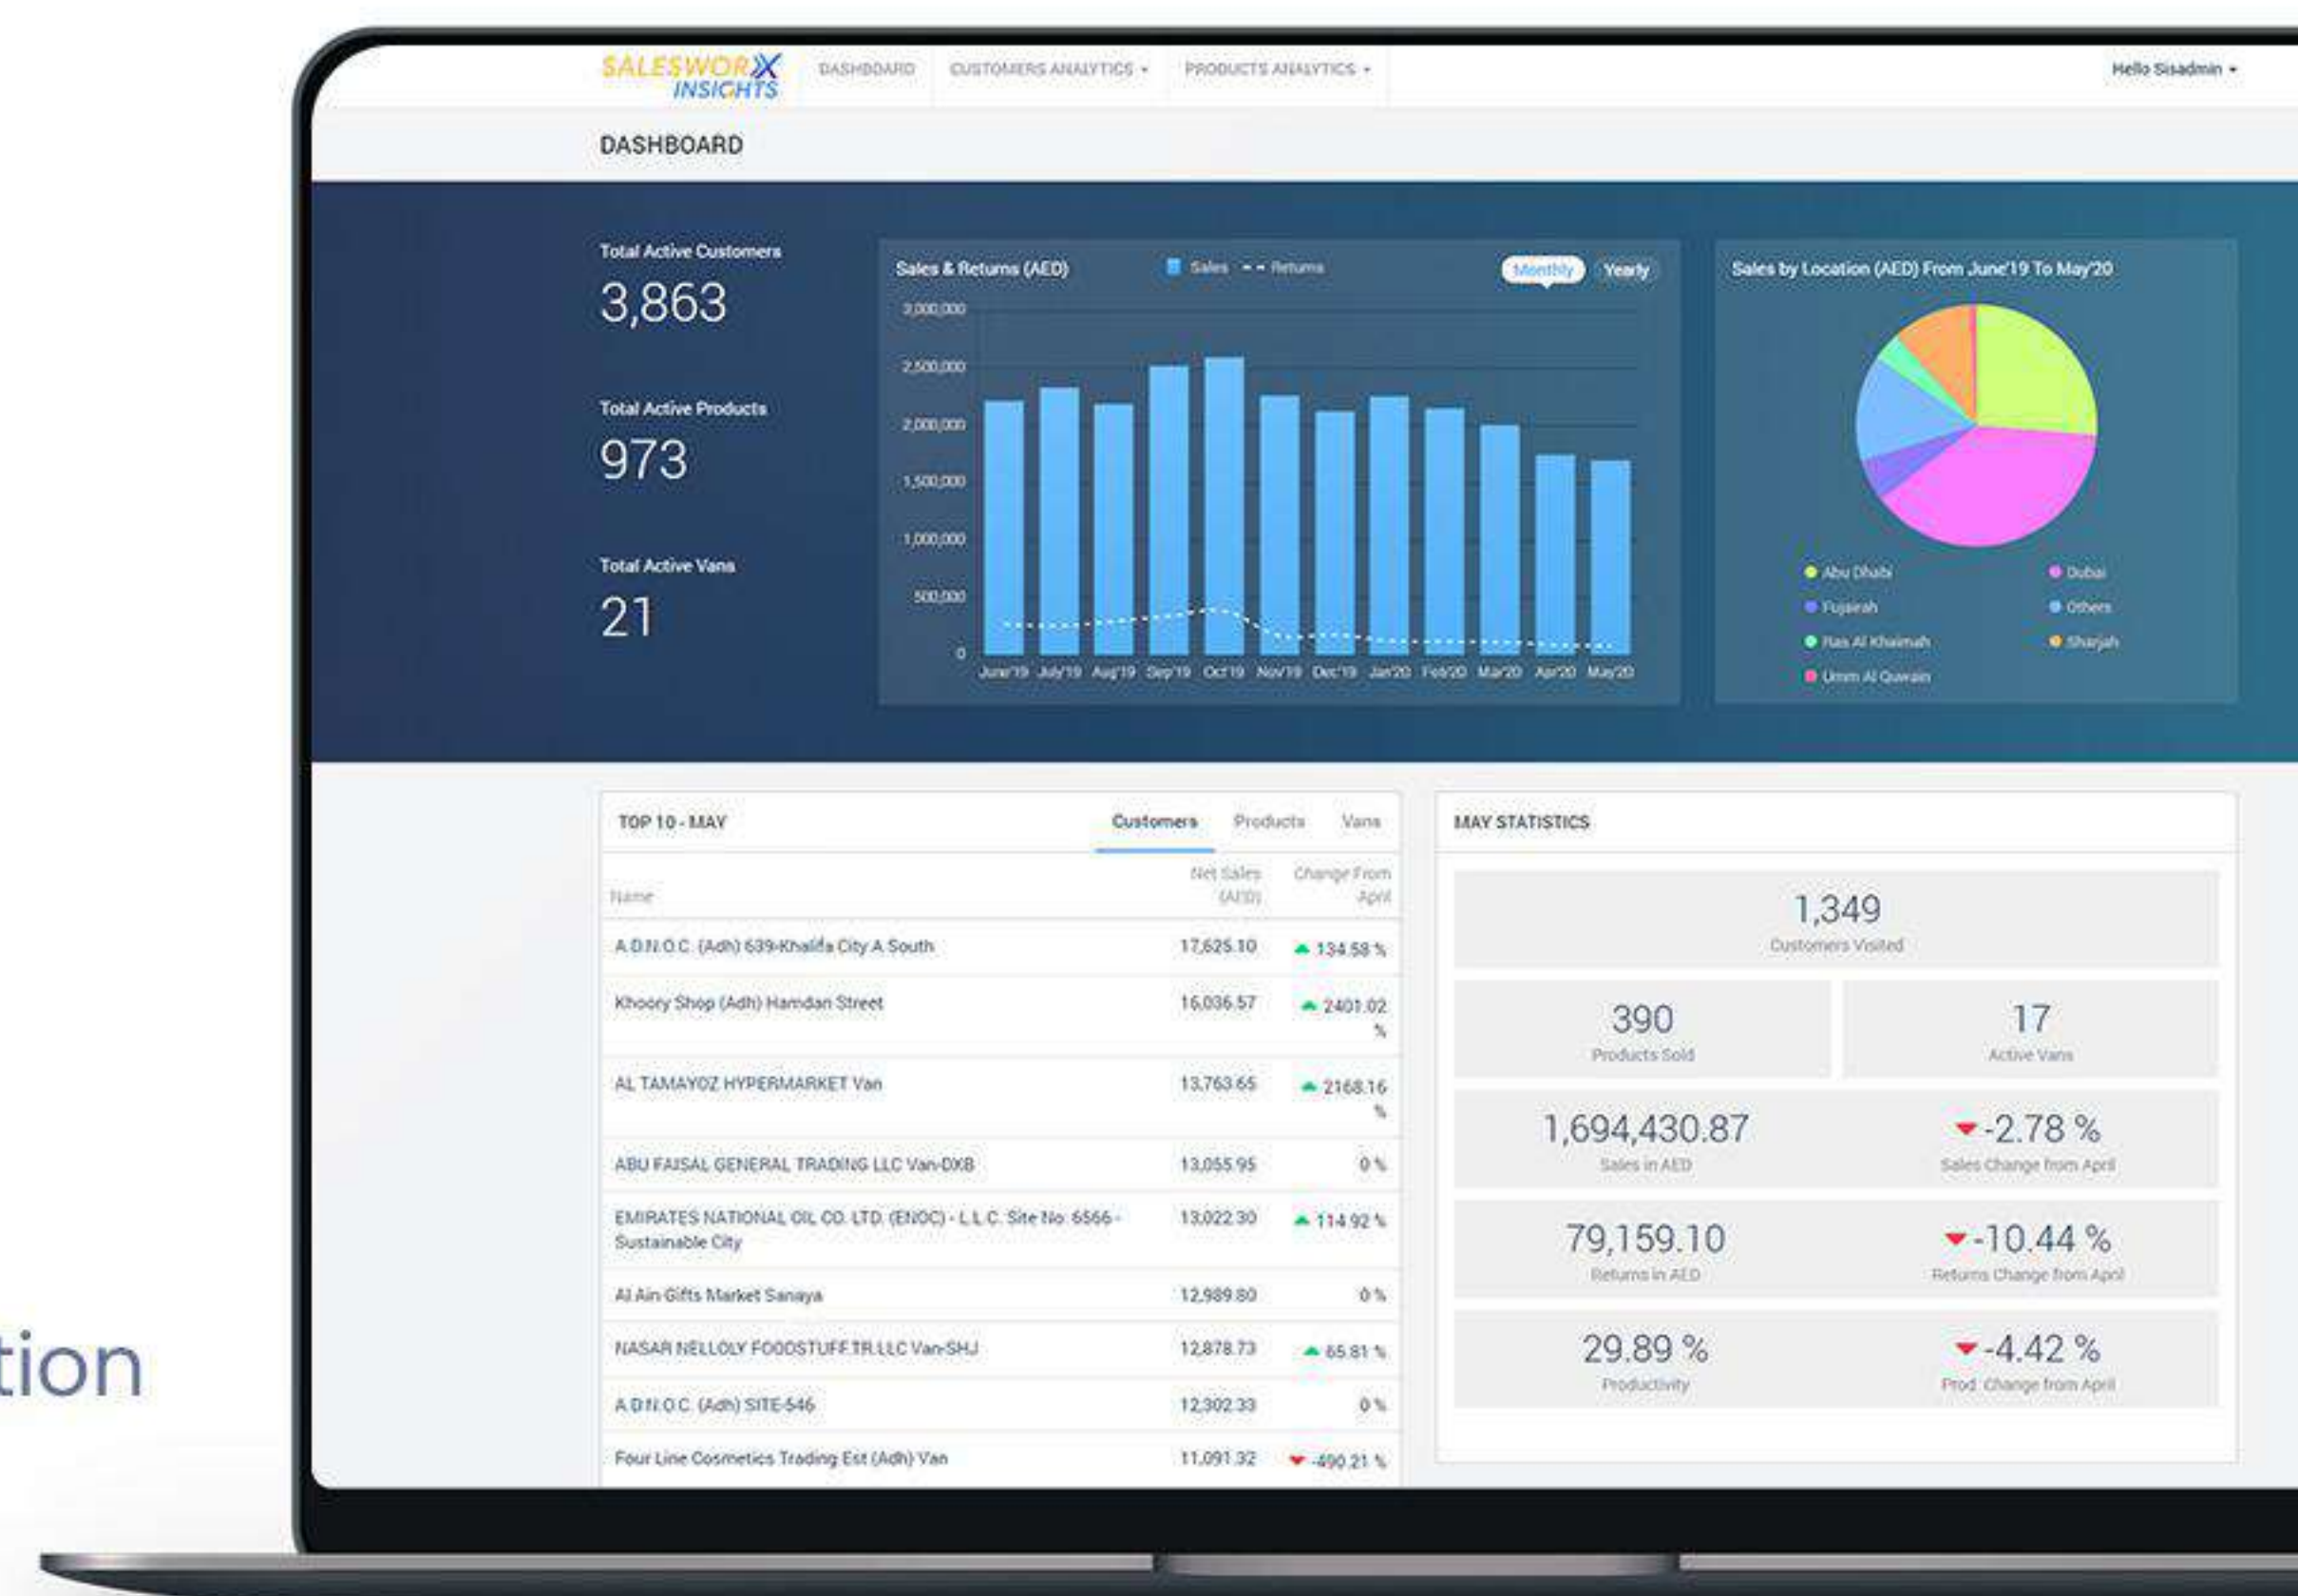 SALESWORX
INSIGHTS
DASHBOARD
CUSTOMERS ANALYTICS
PRODUCTS ANALYTICS
Hello Sisadmin
DASHBOARD
Total Active Customers
3,863
Total Active Products
973
Total Active Vans
21
Sales & Returns (AED)
Sales
Returns
Monthly
Yearly
3,000,000
2,500,000
2,000,000
1,500,000
1,000,000
500,000
0
June'19 July'19 Aug'19 Sep'19 Oct'19 Nov'19 Dec'19 Jan'20 Feb'20 Mar'20 Apr'20 May'20
Sales by Location (AED) From June'19 To May'20
Abu Dhabi
Dubai
Fujairah
Others
Ras Al Khaimah
Sharjah
Umm Al Quwain
TOP 10 - MAY
Customers Products Vans
Name
Net Sales
(AED)
Change From
April
A.D.N.O.C. (Adh) 639-Khalifa City A South 17,625.10 134.58 %
Khoory Shop (Adh) Hamdan Street 16,036.57 2401.02
%
AL TAMAYOZ HYPERMARKET Van 13,763.65 2168.16
%
ABU FAISAL GENERAL TRADING LLC Van-DXB 13,055.95 0 %
EMIRATES NATIONAL OIL CO. LTD. (ENOC) - L.L.C. Site No: 6566 - 13,022.30 114.92 %
Sustainable City
Al Ain Gifts Market Sanaya 12,989.80 0 %
NASAR NELLOLY FOODSTUFF.TR.LLC Van-SHJ 12,878.73 65.81 %
A.D.N.O.C. (Adh) SITE-546 12,302.33 0 %
Four Line Cosmetics Trading Est (Adh) Van 11,091.32 -490.21 %
MAY STATISTICS
1,349
Customers Visited
390
Products Sold
17
Active Vans
1,694,430.87
Sales in AED
-2.78 %
Sales Change from April
79,159.10
Returns in AED
-10.44 %
Returns Change from April
29.89 %
Productivity
-4.42 %
Prod. Change from April
tion